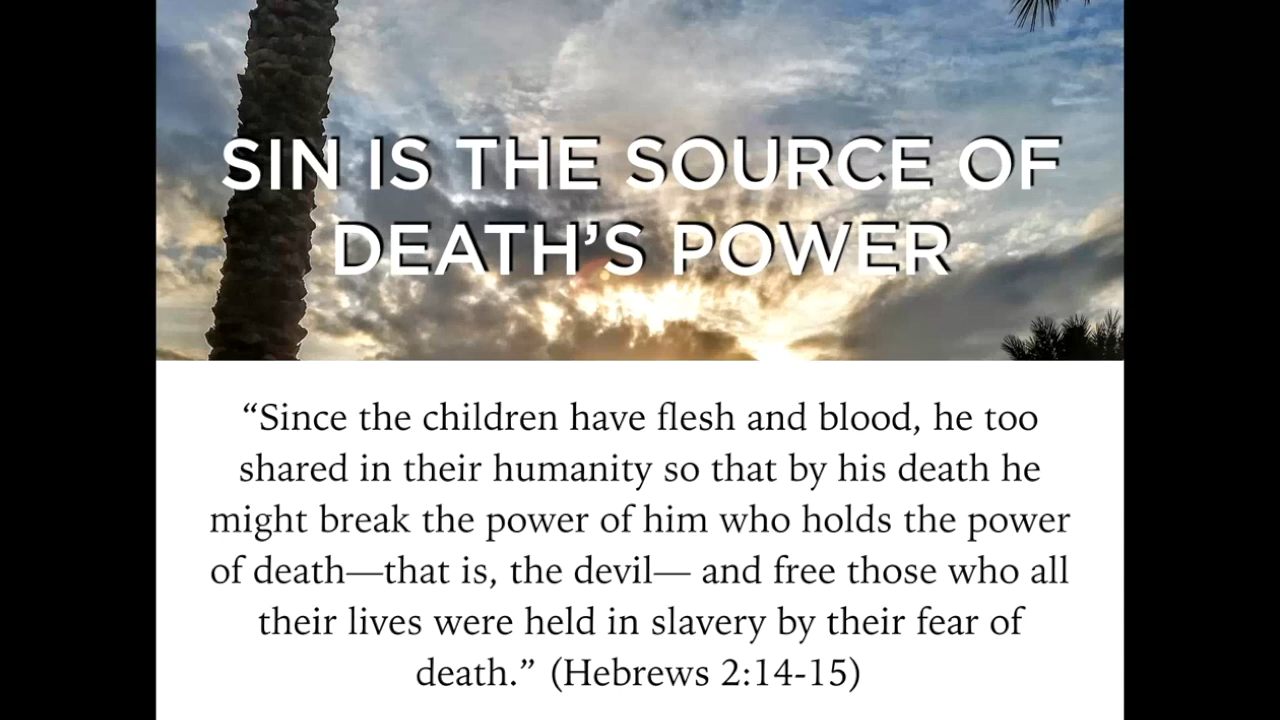 SIN IS THE SOURCE OF
DEATH’S POWER
“Since the children have flesh and blood, he too
shared in their humanity so that by his death he
might break the power of him who holds the power
of death—that is, the devil— and free those who all
their lives were held in slavery by their fear of
death.” (Hebrews 2:14-15)